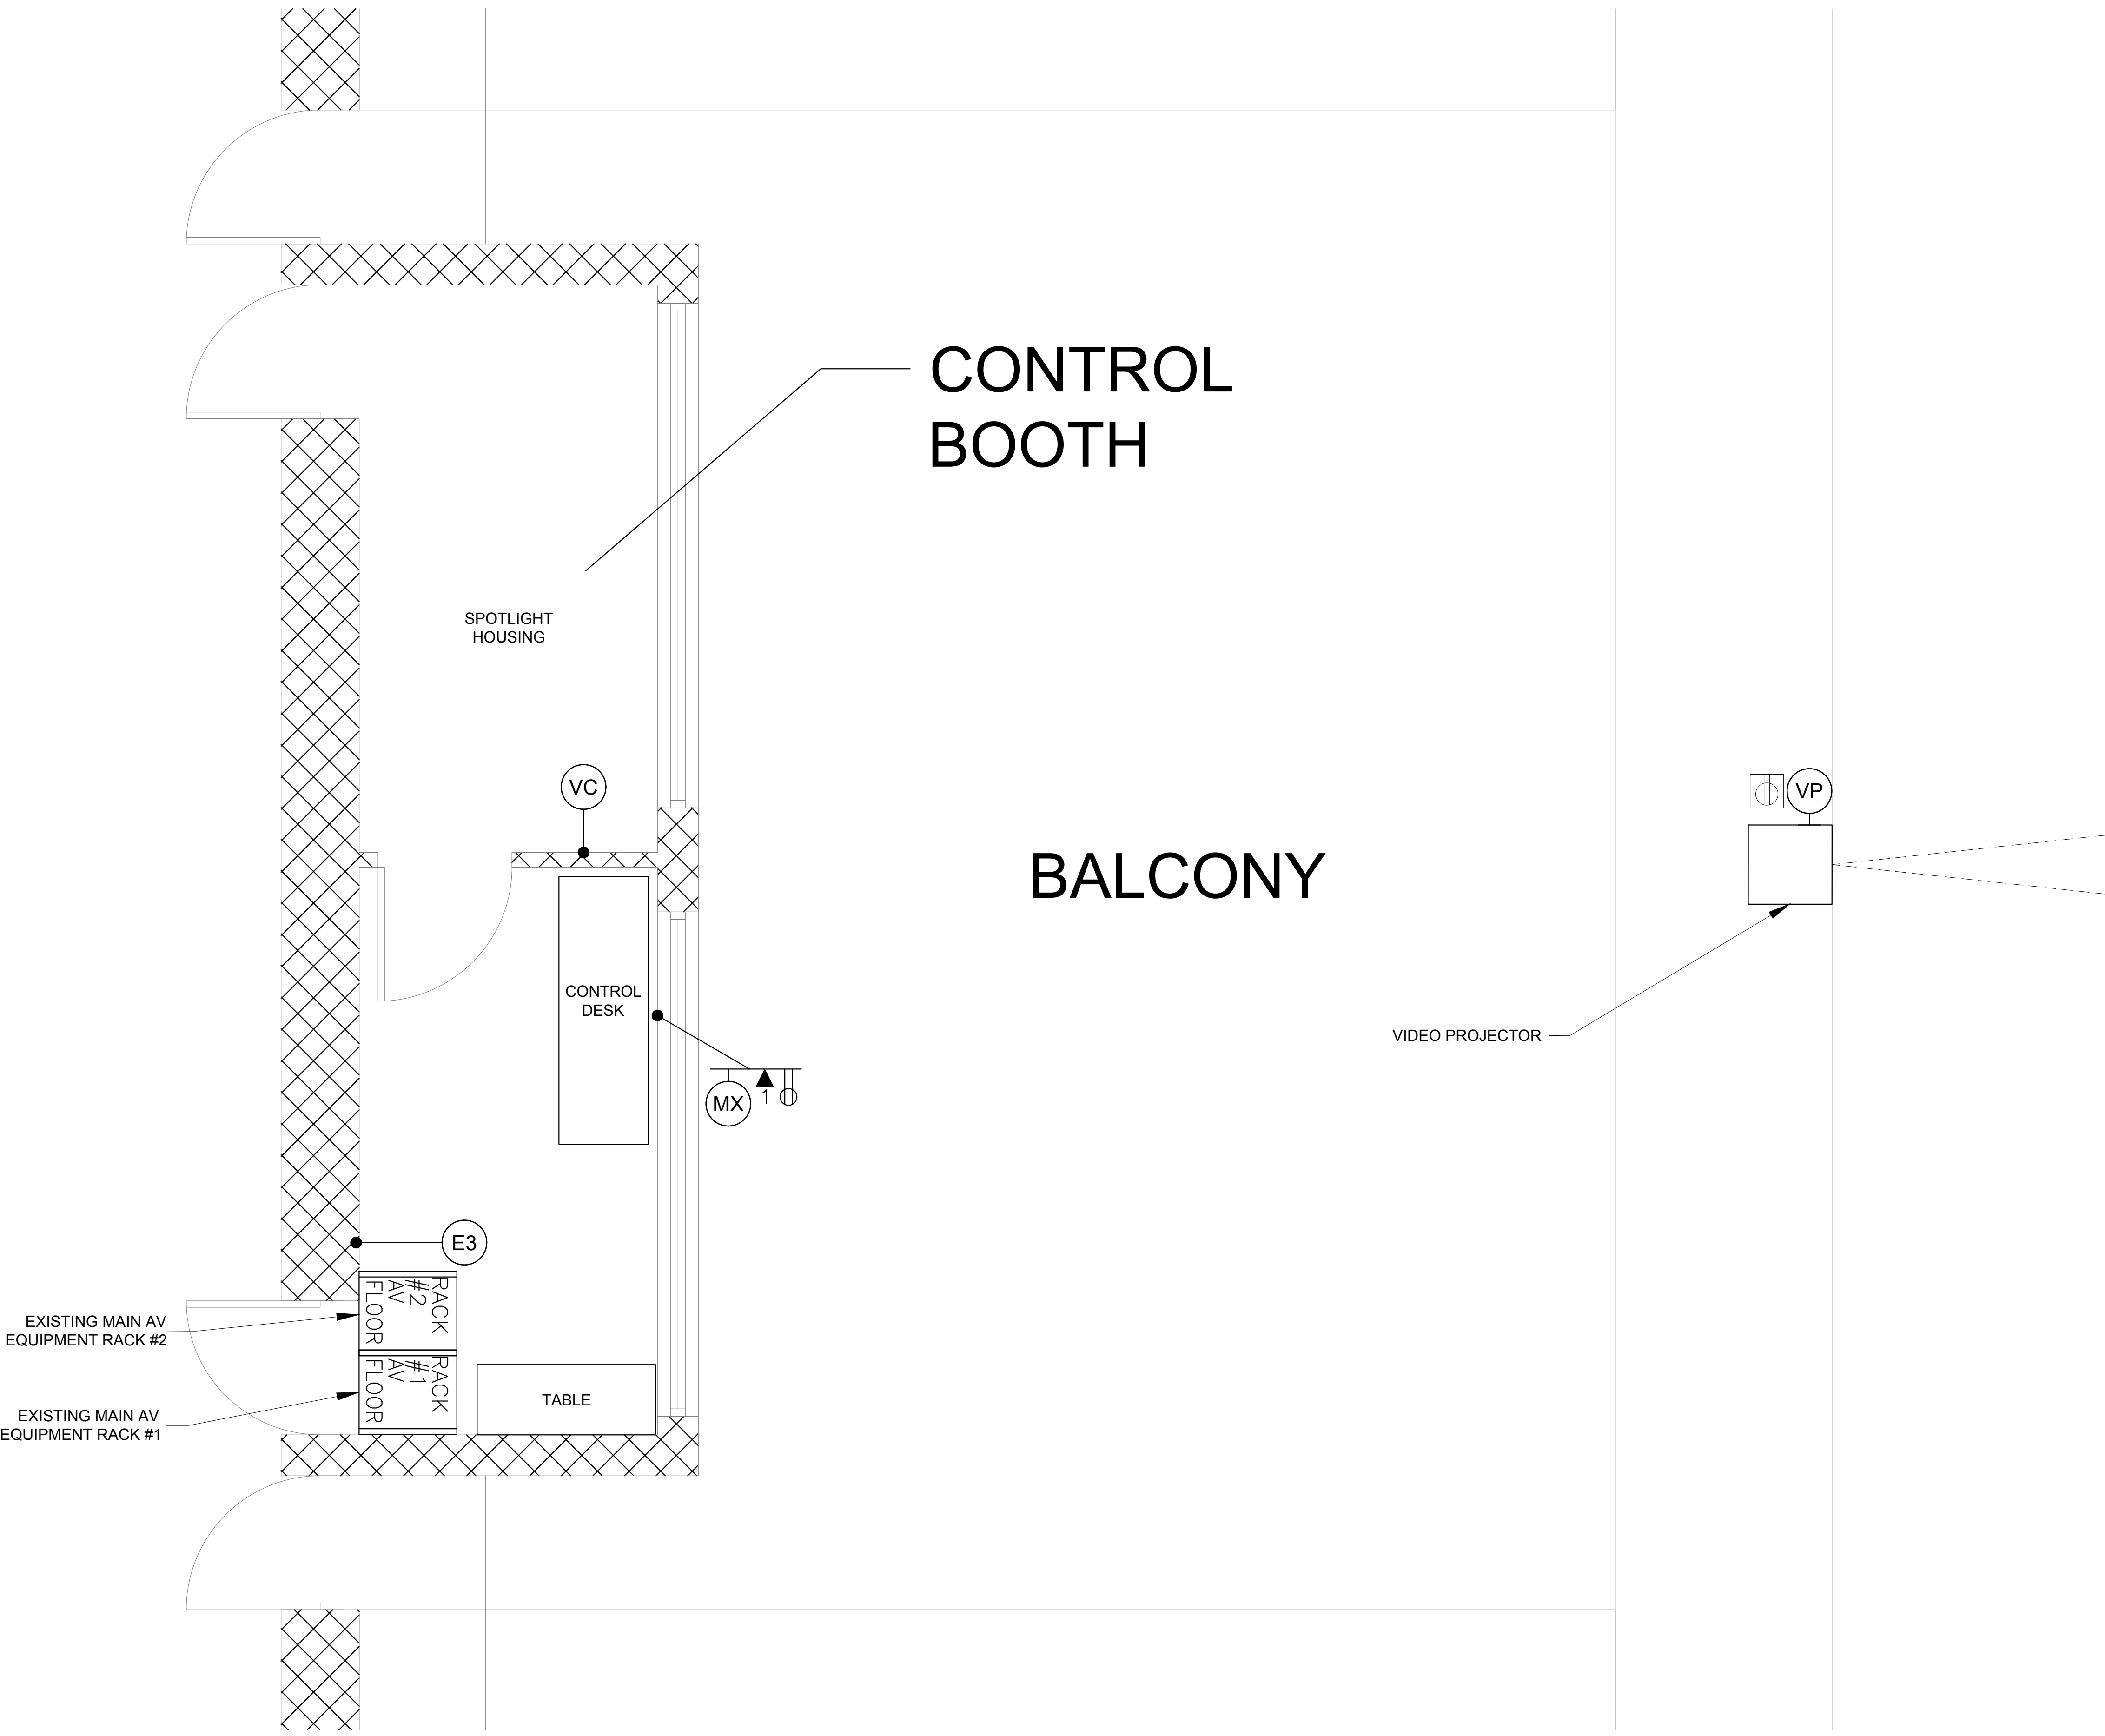 CONTROL
BOOTH
SPOTLIGHT
HOUSING
VC
VP
BALCONY
CONTROL
DESK
VIDEO PROJECTOR
MX
1
E3
RACK
#2
AV
FLOOR
EXISTING MAIN AV
EQUIPMENT RACK #2
RACK
#1
AV
FLOOR
TABLE
EXISTING MAIN AV
EQUIPMENT RACK #1